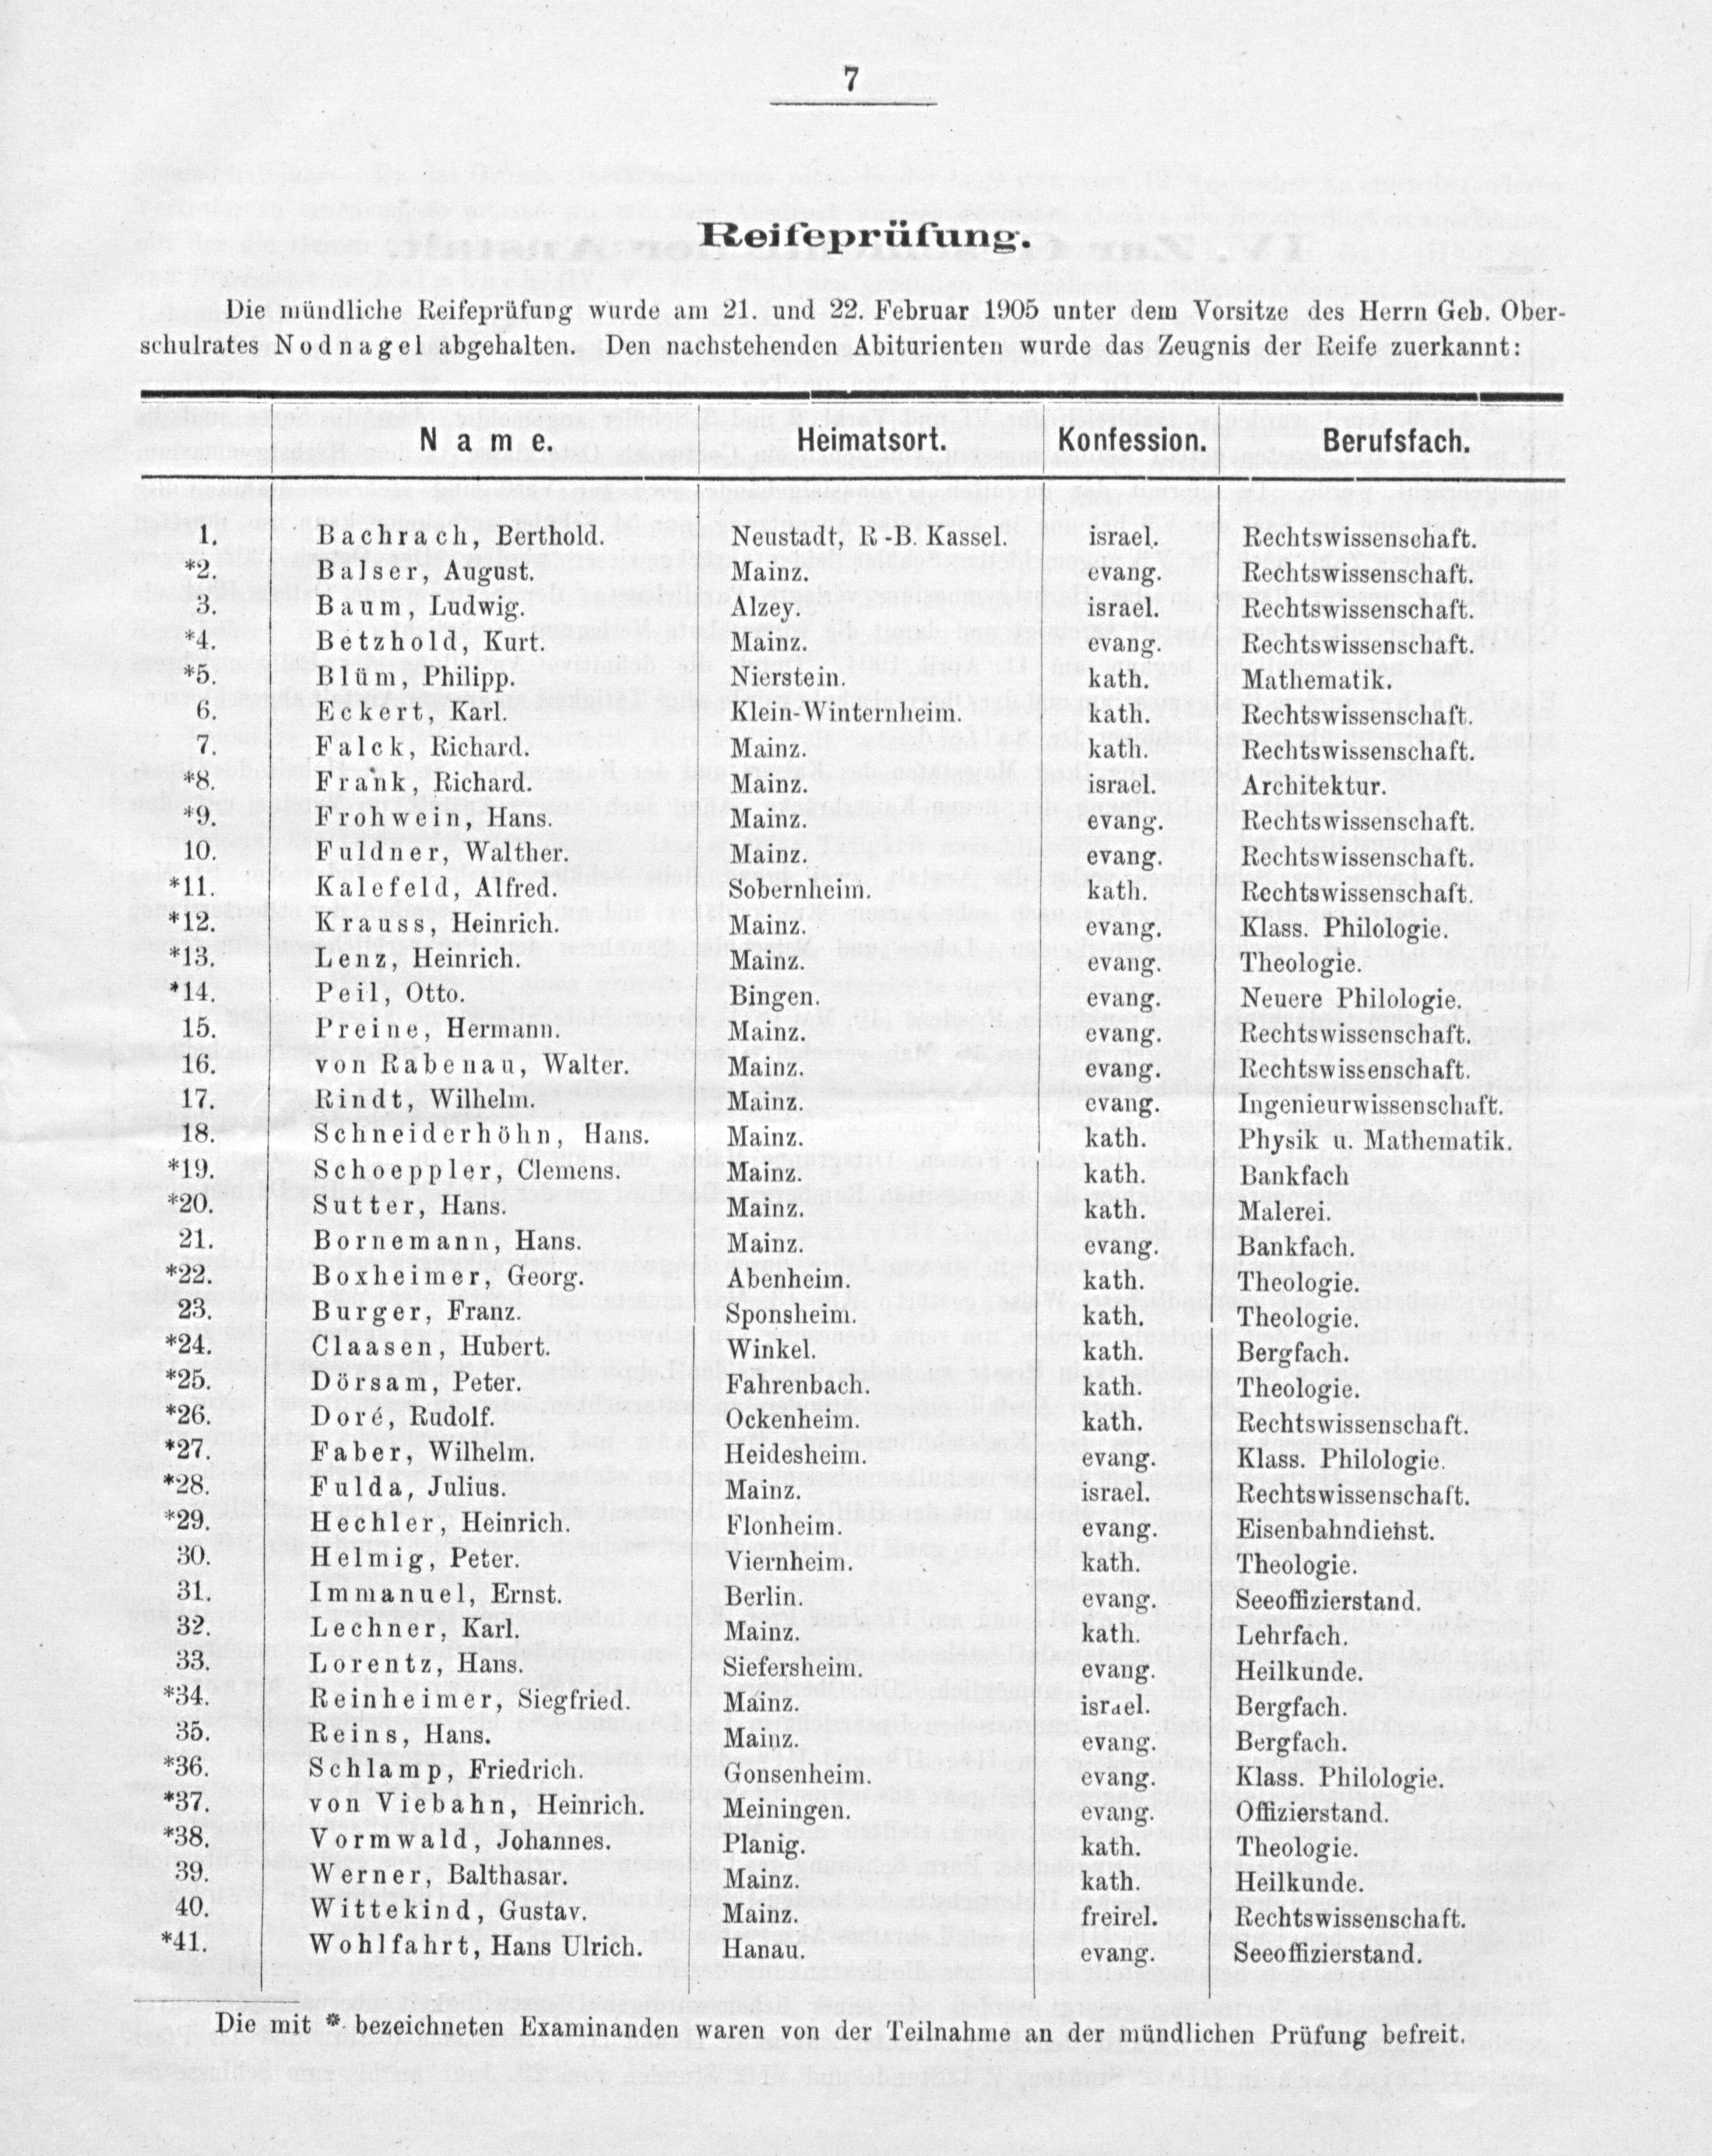 7
Reifeprüfung.
Die mündliche Reifeprüfung wurde am 21. und 22. Februar 1905 unter dem Vorsitze des Herrn Geh. Ober-
schulrates Nodnagel abgehalten. Den nachstehenden Abiturienten wurde das Zeugnis der Reife zuerkannt:
Name. Heimatsort. Konfession. Berufsfach.
1. Bachrach, Berthold. Neustadt, R.-B. Kassel. israel. Rechtswissenschaft.
*2. Balser, August. Mainz. evang. Rechtswissenschaft.
3. Baum, Ludwig. Alzey. israel. Rechtswissenschaft.
*4. Betzhold, Kurt. Mainz. evang. Rechtswissenschaft.
*5. Blüm, Philipp. Nierstein. kath. Mathematik.
6. Eckert, Karl. Klein-Winternheim. kath. Rechtswissenschaft.
7. Falck, Richard. Mainz. kath. Rechtswissenschaft.
*8. Frank, Richard. Mainz. israel. Architektur.
*9. Frohwein, Hans. Mainz. evang. Rechtswissenschaft.
10. Fuldner, Walther. Mainz. evang. Rechtswissenschaft.
*11. Kalefeld, Alfred. Sobernheim. kath. Rechtswissenschaft.
*12. Krauss, Heinrich. Mainz. evang. Klass. Philologie.
*13. Lenz, Heinrich. Mainz. evang. Theologie.
*14. Peil, Otto. Bingen. evang. Neuere Philologie.
15. Preine, Hermann. Mainz. evang. Rechtswissenschaft.
16. von Rabenau, Walter. Mainz. evang. Rechtswissenschaft.
17. Rindt, Wilhelm. Mainz. evang. Ingenieurwissenschaft.
18. Schneiderhöhn, Hans. Mainz. kath. Physik u. Mathematik.
*19. Schoeppler, Clemens. Mainz. kath. Bankfach
*20. Sutter, Hans. Mainz. kath. Malerei.
21. Bornemann, Hans. Mainz. evang. Bankfach.
*22. Boxheimer, Georg. Abenheim. kath. Theologie.
23. Burger, Franz. Sponsheim. kath. Theologie.
*24. Claasen, Hubert. Winkel. kath. Bergfach.
*25. Dörsam, Peter. Fahrenbach. kath. Theologie.
*26. Doré, Rudolf. Ockenheim. kath. Rechtswissenschaft.
*27. Faber, Wilhelm. Heidesheim. evang. Klass. Philologie.
*28. Fulda, Julius. Mainz. israel. Rechtswissenschaft.
*29. Hechler, Heinrich. Flonheim. evang. Eisenbahndienst.
30. Helmig, Peter. Viernheim. kath. Theologie.
31. Immanuel, Ernst. Berlin. evang. Seeoffizierstand.
32. Lechner, Karl. Mainz. kath. Lehrfach.
33. Lorentz, Hans. Siefersheim. evang. Heilkunde.
*34. Reinheimer, Siegfried. Mainz. israel. Bergfach.
35. Reins, Hans. Mainz. evang. Bergfach.
*36. Schlamp, Friedrich. Gonsenheim. evang. Klass. Philologie.
*37. von Viebahn, Heinrich. Meiningen. evang. Offizierstand.
*38. Vormwald, Johannes. Planig. kath. Theologie.
39. Werner, Balthasar. Mainz. kath. Heilkunde.
40. Wittekind, Gustav. Mainz. freirel. Rechtswissenschaft.
*41. Wohlfahrt, Hans Ulrich. Hanau. evang. Seeoffizierstand.
Die mit *. bezeichneten Examinanden waren von der Teilnahme an der mündlichen Prüfung befreit.